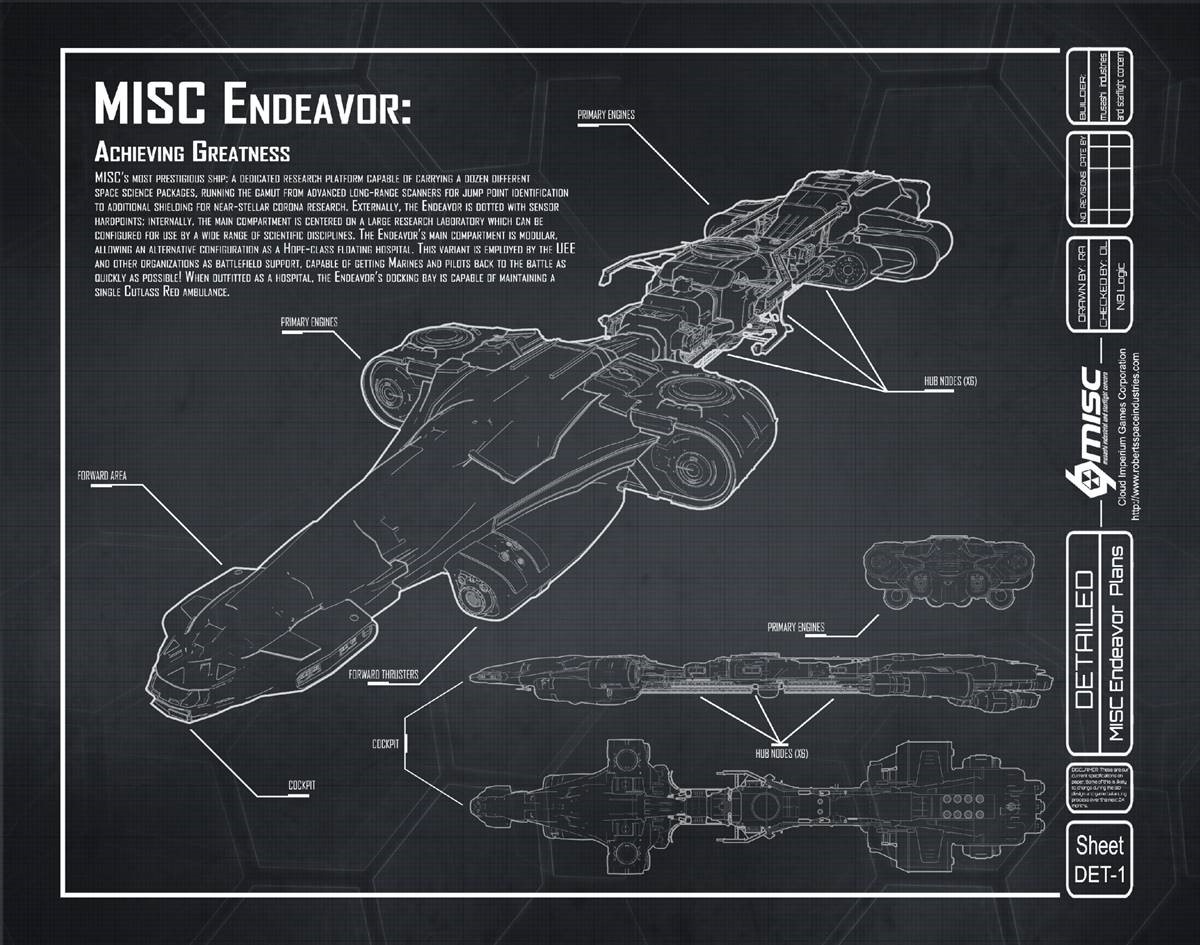 MISC Endeavor:
Achieving Greatness
MISC's most prestigious ship; a dedicated research platform capable of carrying a dozen different
space science packages, running the gamut from advanced long-range scanners for jump point identification
to additional shielding for near-stellar corona research. Externally, the Endeavor is dotted with sensor
hardpoints; internally, the main compartment is centered on a large research laboratory which can be
configured for use by a wide range of scientific disciplines. The Endeavor's main compartment is modular,
allowing an alternative configuration as a Hope-class floating hospital. This variant is employed by the UEE
and other organizations as battlefield support, capable of getting Marines and pilots back to the battle as
quickly as possible! When outfitted as a hospital, the Endeavor's docking bay is capable of maintaining a
single Cutlass Red ambulance.
PRIMARY ENGINES
PRIMARY ENGINES
HUB NODES (X6)
FORWARD AREA
PRIMARY ENGINES
FORWARD THRUSTERS
COCKPIT
HUB NODES (X6)
COCKPIT
BUILDER:
musashi industries
and starflight concern
NO. REVISIONS DATE BY
DRAWN BY: RA
CHECKED BY: DL
NB Logic
MISC
musashi industrial and starflight concern
Cloud Imperium Games Corporation
http://www.robertsspaceindustries.com
DETAILED
MISC Endeavor Plans
DISCLAIMER: These are our
current specifications on
paper. Some of this is likely
to change during the
design and game balancing
process over the next 24
months.
Sheet
DET-1